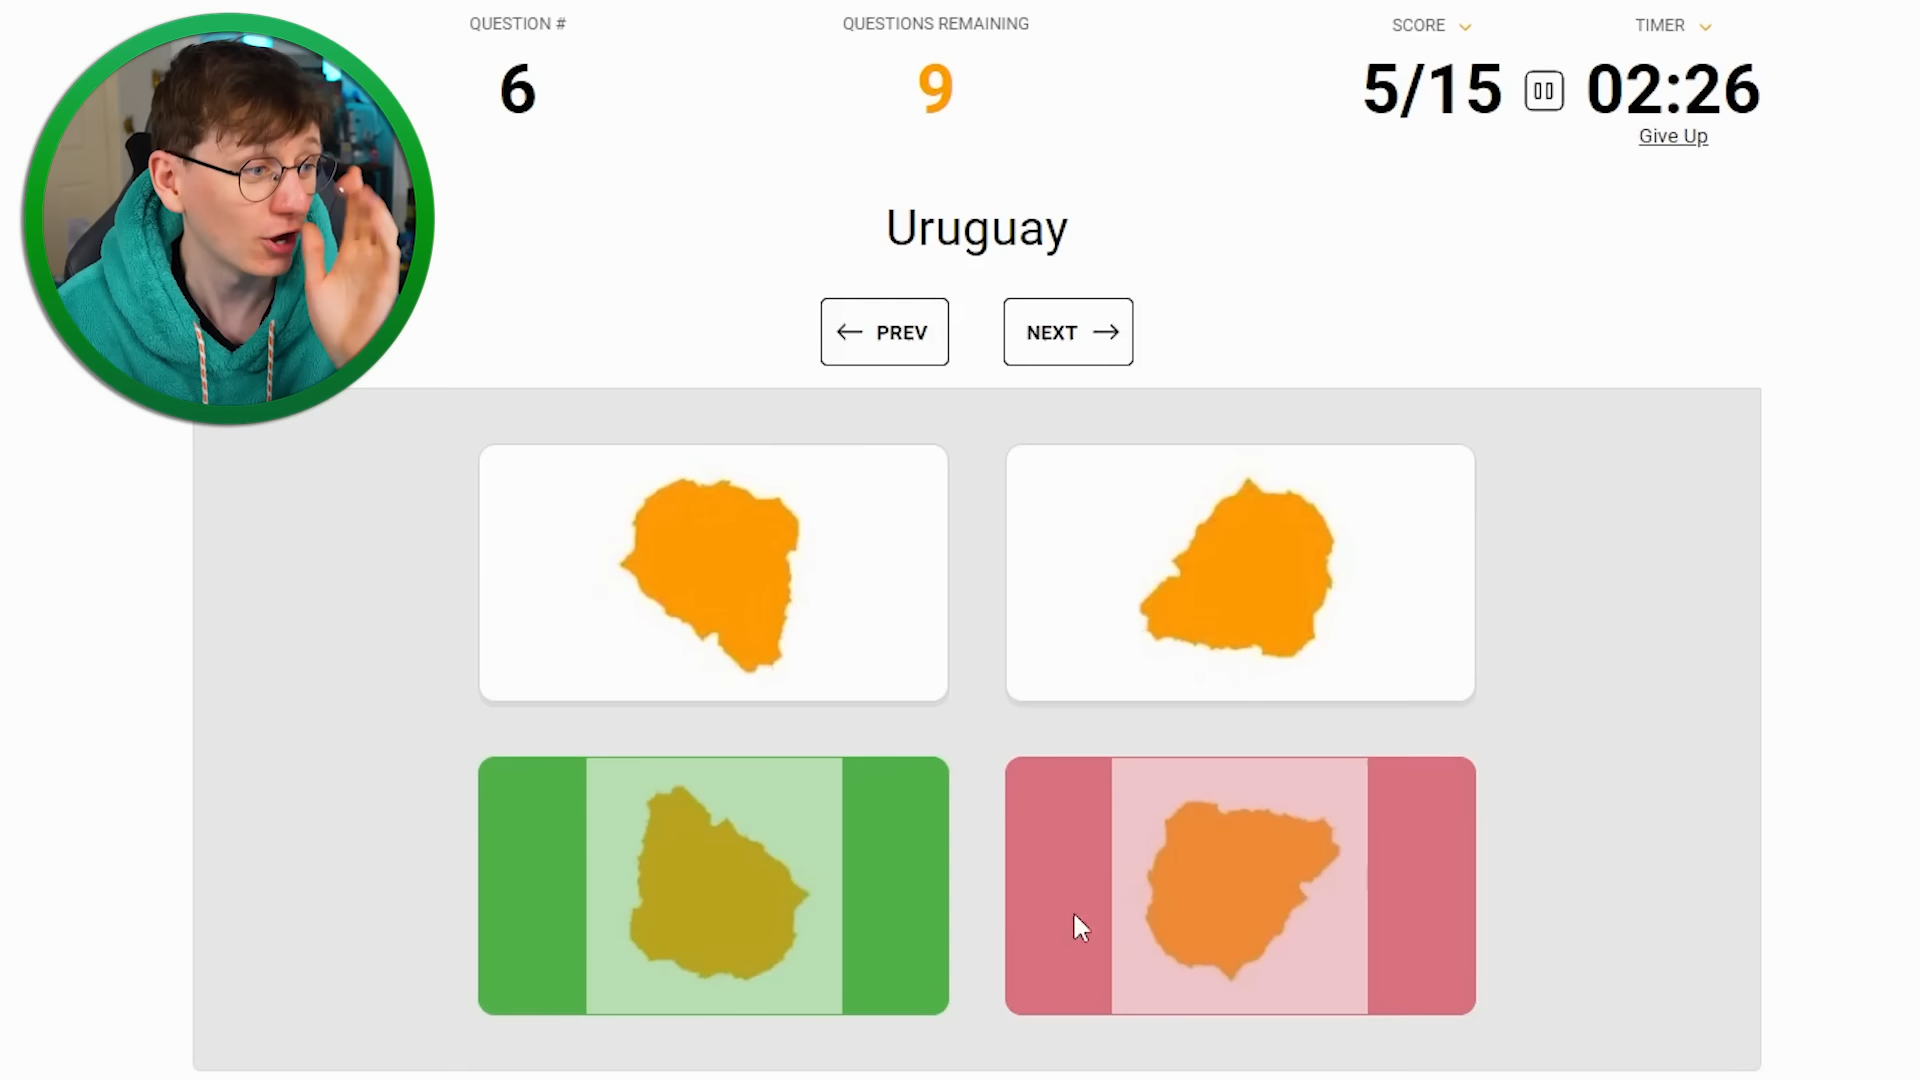 QUESTION #
6
QUESTIONS REMAINING
9
SCORE
5/15
TIMER
02:26
Give Up
Uruguay
PREV
NEXT